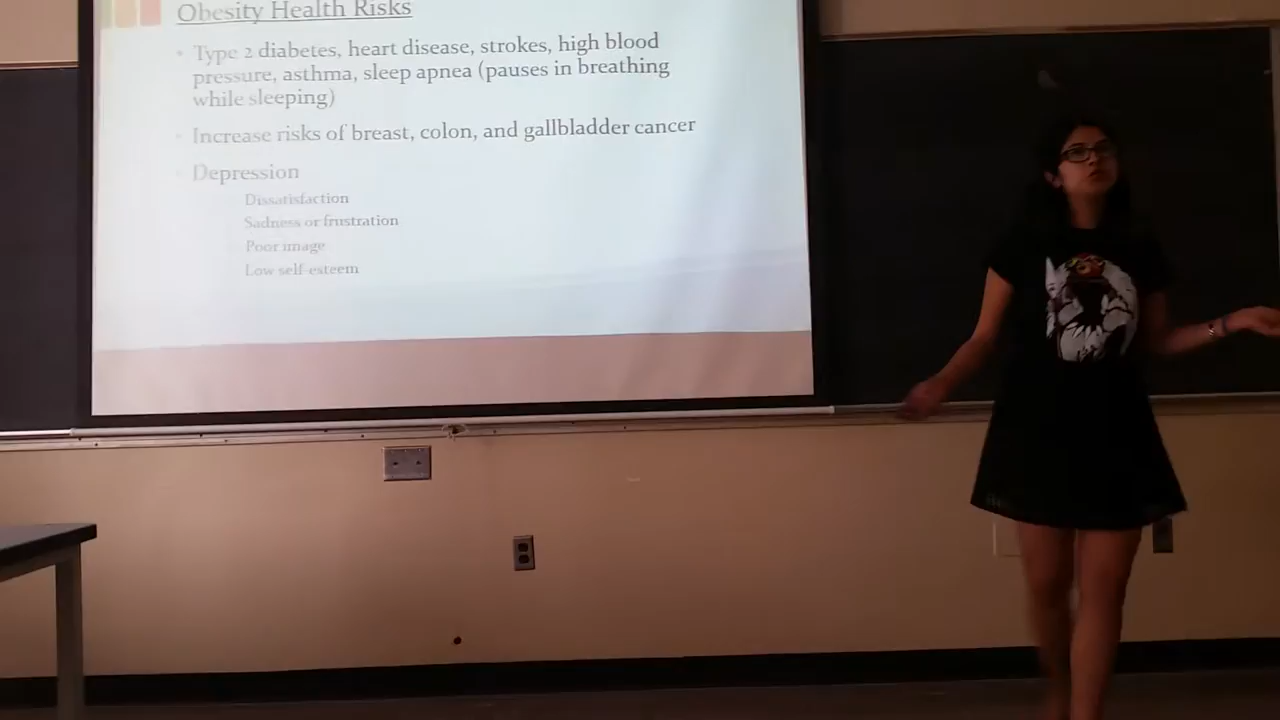 Obesity Health Risks
Type 2 diabetes, heart disease, strokes, high blood
pressure, asthma, sleep apnea (pauses in breathing
while sleeping)
Increase risks of breast, colon, and gallbladder cancer
Depression
Dissatisfaction
Sadness or frustration
Poor image
Low self-esteem